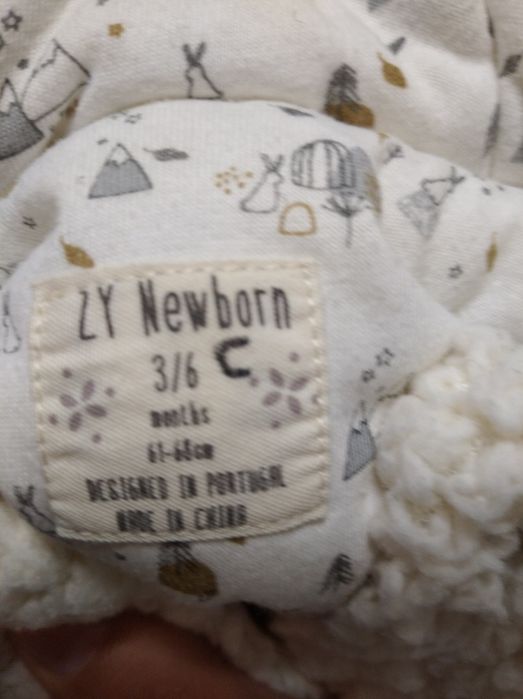 ZY Newborn
3/6 C
months
61-68cm
DESIGNED IN PORTUGAL
MADE IN CHINA